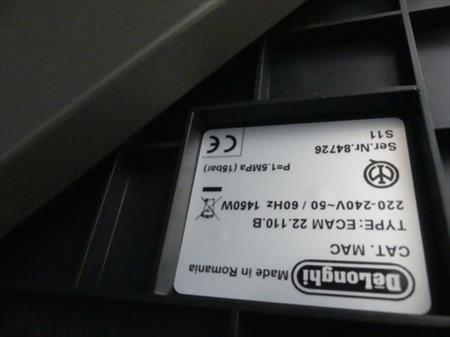 DeLonghi
Made in Romania
CAT. MAC
TYPE: ECAM 22.110.B
220-240V~50 / 60Hz 1450W
P=1.5MPa (15bar)
Ser.Nr.84726
S11
CE